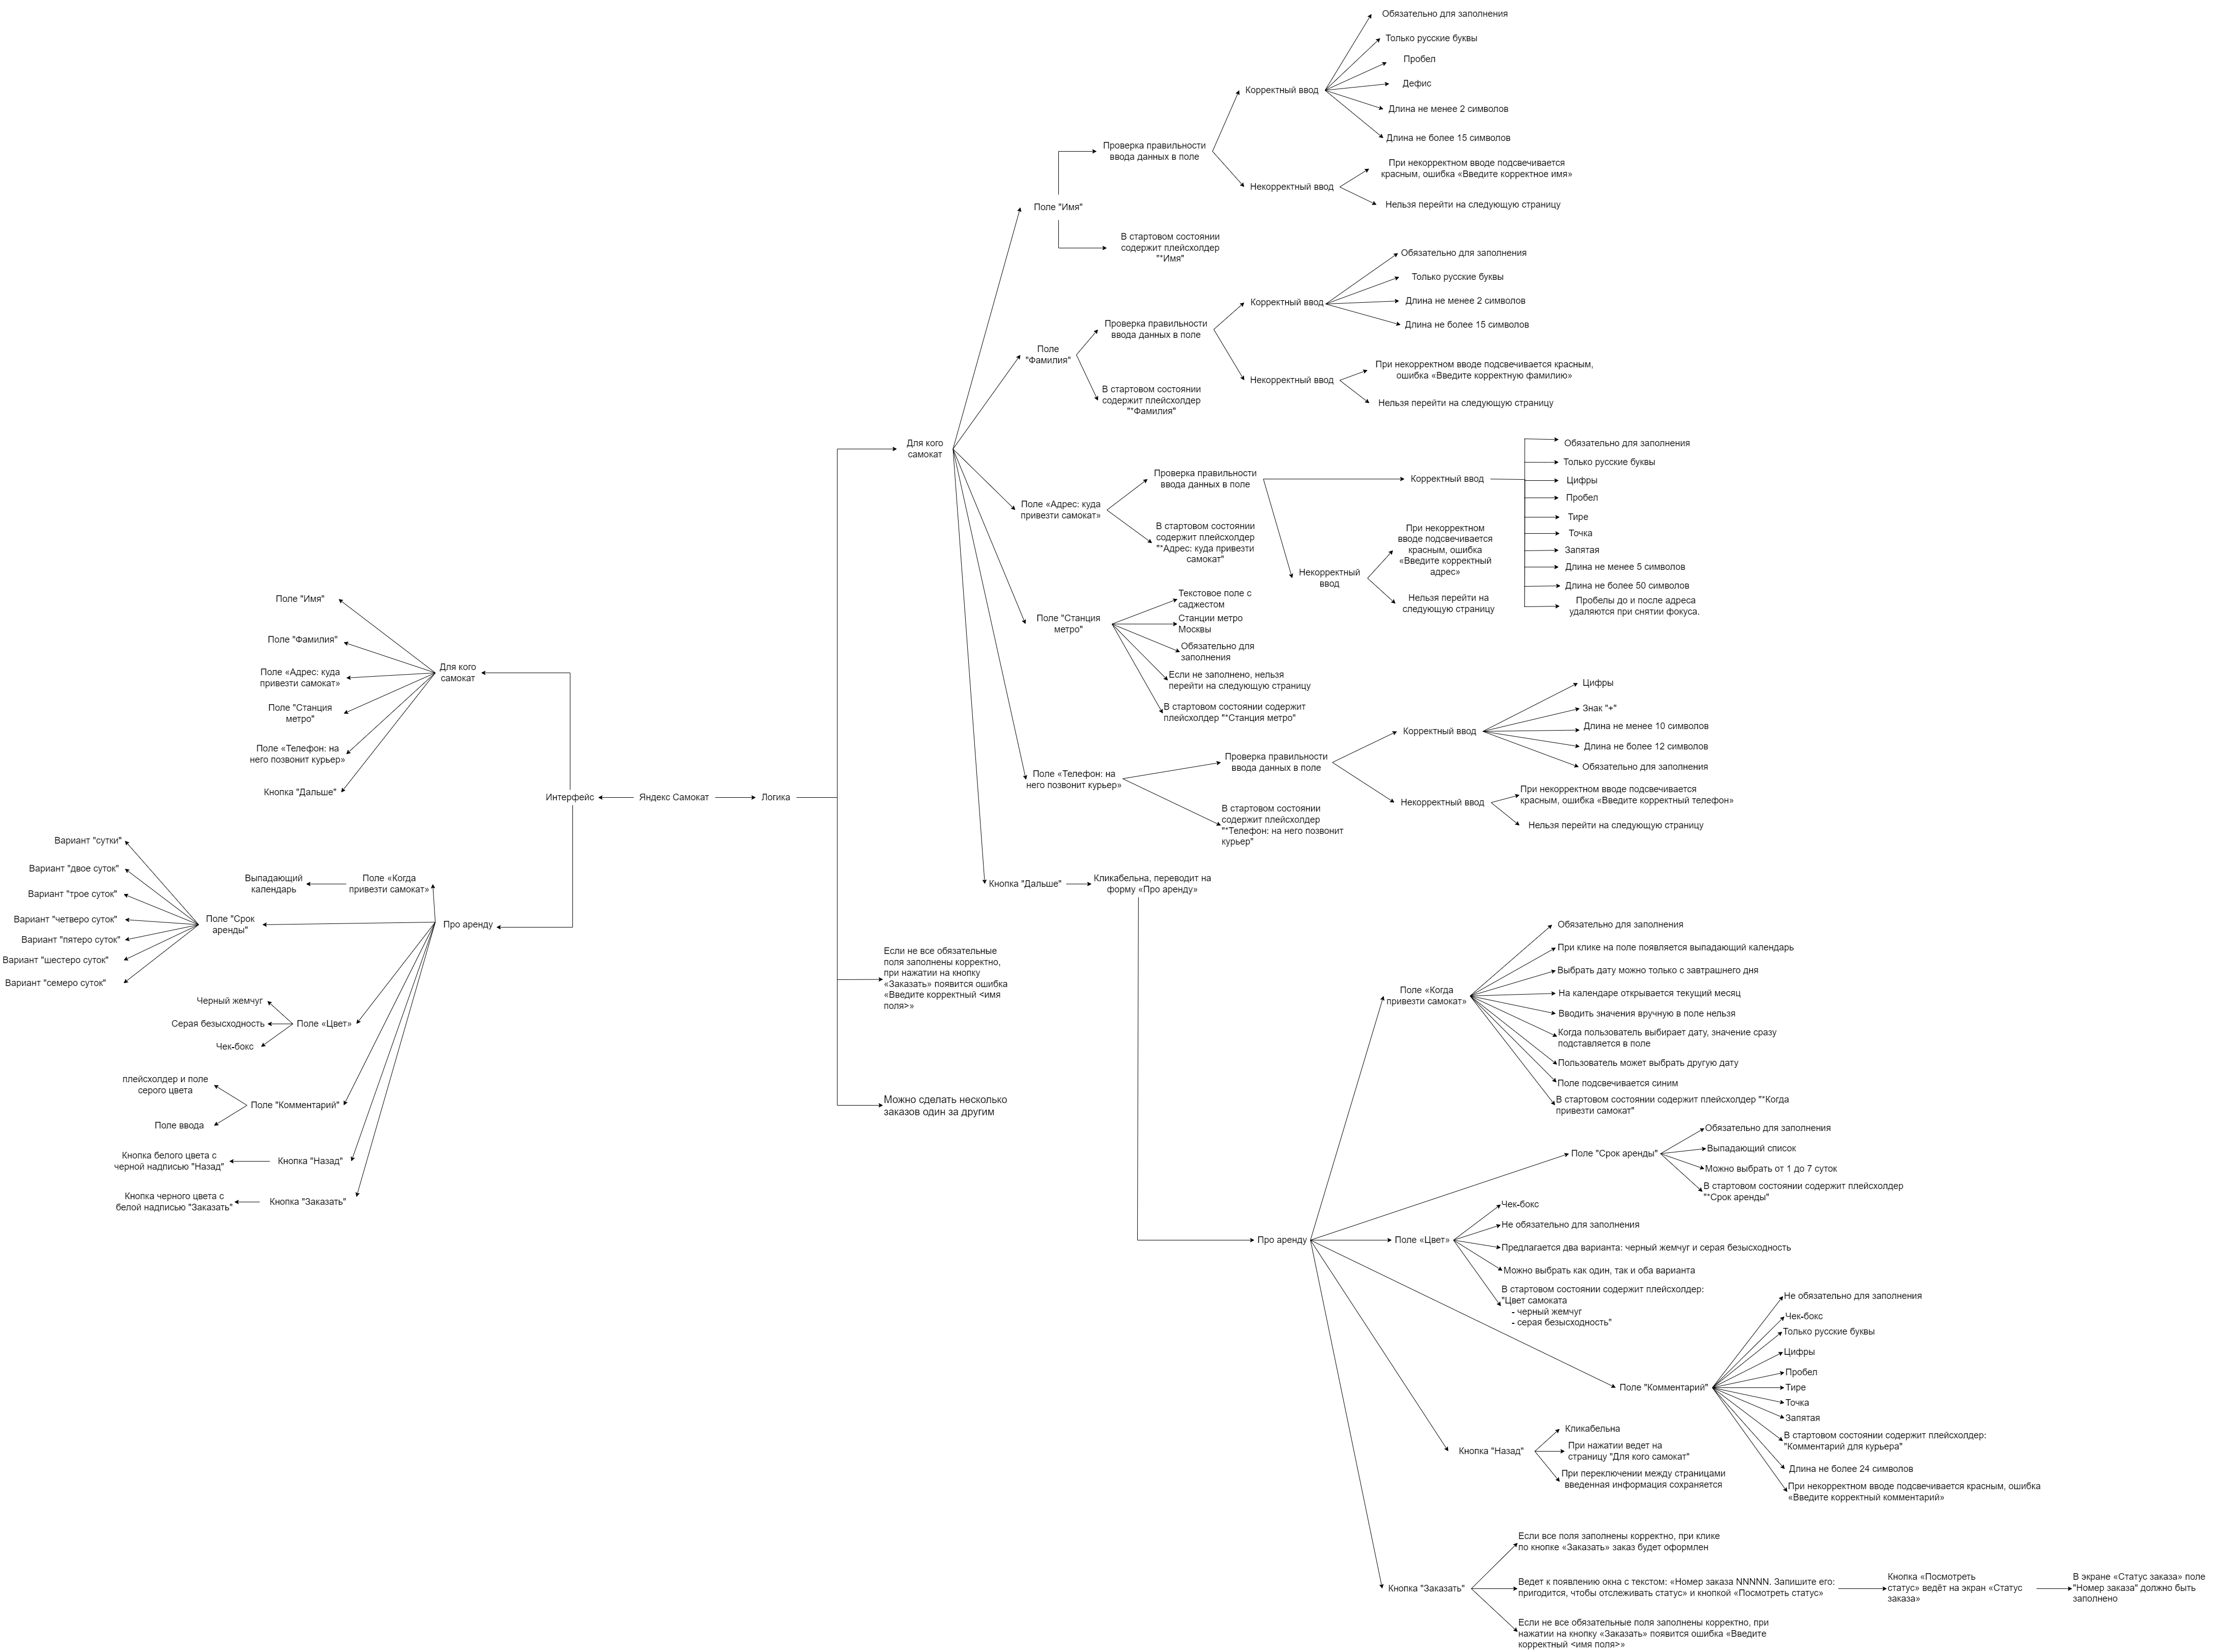 Яндекс Самокат
Интерфейс
Для кого
самокат
Поле "Имя"
Поле "Фамилия"
Поле «Адрес: куда
привезти самокат»
Поле "Станция
метро"
Поле «Телефон: на
него позвонит курьер»
Кнопка "Дальше"
Про аренду
Поле «Когда
привезти самокат»
Выпадающий
календарь
Поле "Срок
аренды"
Вариант "сутки"
Вариант "двое суток"
Вариант "трое суток"
Вариант "четверо суток"
Вариант "пятеро суток"
Вариант "шестеро суток"
Вариант "семеро суток"
Поле «Цвет»
Черный жемчуг
Серая безысходность
Чек-бокс
Поле "Комментарий"
плейсхолдер и поле
серого цвета
Поле ввода
Кнопка "Назад"
Кнопка белого цвета с
черной надписью "Назад"
Кнопка "Заказать"
Кнопка черного цвета с
белой надписью "Заказать"
Логика
Для кого
самокат
Поле "Имя"
Проверка правильности
ввода данных в поле
Корректный ввод
Обязательно для заполнения
Только русские буквы
Пробел
Дефис
Длина не менее 2 символов
Длина не более 15 символов
Некорректный ввод
При некорректном вводе подсвечивается
красным, ошибка «Введите корректное имя»
Нельзя перейти на следующую страницу
В стартовом состоянии
содержит плейсхолдер
"*Имя"
Поле
"Фамилия"
Проверка правильности
ввода данных в поле
Корректный ввод
Обязательно для заполнения
Только русские буквы
Длина не менее 2 символов
Длина не более 15 символов
Некорректный ввод
При некорректном вводе подсвечивается красным,
ошибка «Введите корректную фамилию»
Нельзя перейти на следующую страницу
В стартовом состоянии
содержит плейсхолдер
"*Фамилия"
Поле «Адрес: куда
привезти самокат»
Проверка правильности
ввода данных в поле
Корректный ввод
Обязательно для заполнения
Только русские буквы
Цифры
Пробел
Тире
Точка
Запятая
Длина не менее 5 символов
Длина не более 50 символов
Пробелы до и после адреса
удаляются при снятии фокуса.
Некорректный
ввод
При некорректном
вводе подсвечивается
красным, ошибка
«Введите корректный
адрес»
Нельзя перейти на
следующую страницу
В стартовом состоянии
содержит плейсхолдер
"*Адрес: куда привезти
самокат"
Поле "Станция
метро"
Текстовое поле с
саджестом
Станции метро
Москвы
Обязательно для
заполнения
Если не заполнено, нельзя
перейти на следующую страницу
В стартовом состоянии содержит
плейсхолдер "*Станция метро"
Поле «Телефон: на
него позвонит курьер»
Проверка правильности
ввода данных в поле
Корректный ввод
Цифры
Знак "+"
Длина не менее 10 символов
Длина не более 12 символов
Обязательно для заполнения
Некорректный ввод
При некорректном вводе подсвечивается
красным, ошибка «Введите корректный телефон»
Нельзя перейти на следующую страницу
В стартовом состоянии
содержит плейсхолдер
"*Телефон: на него позвонит
курьер"
Кнопка "Дальше"
Кликабельна, переводит на
форму «Про аренду»
Если не все обязательные
поля заполнены корректно,
при нажатии на кнопку
«Заказать» появится ошибка
«Введите корректный <имя
поля>»
Можно сделать несколько
заказов один за другим
Про аренду
Поле «Когда
привезти самокат»
Обязательно для заполнения
При клике на поле появляется выпадающий календарь
Выбрать дату можно только с завтрашнего дня
На календаре открывается текущий месяц
Вводить значения вручную в поле нельзя
Когда пользователь выбирает дату, значение сразу
подставляется в поле
Пользователь может выбрать другую дату
Поле подсвечивается синим
В стартовом состоянии содержит плейсхолдер "*Когда
привезти самокат"
Поле "Срок аренды"
Обязательно для заполнения
Выпадающий список
Можно выбрать от 1 до 7 суток
В стартовом состоянии содержит плейсхолдер
"*Срок аренды"
Поле «Цвет»
Чек-бокс
Не обязательно для заполнения
Предлагается два варианта: черный жемчуг и серая безысходность
Можно выбрать как один, так и оба варианта
В стартовом состоянии содержит плейсхолдер:
"Цвет самоката
- черный жемчуг
- серая безысходность"
Поле "Комментарий"
Не обязательно для заполнения
Чек-бокс
Только русские буквы
Цифры
Пробел
Тире
Точка
Запятая
В стартовом состоянии содержит плейсхолдер:
"Комментарий для курьера"
Длина не более 24 символов
При некорректном вводе подсвечивается красным, ошибка
«Введите корректный комментарий»
Кнопка "Назад"
Кликабельна
При нажатии ведет на
страницу "Для кого самокат"
При переключении между страницами
введенная информация сохраняется
Кнопка "Заказать"
Если все поля заполнены корректно, при клике
по кнопке «Заказать» заказ будет оформлен
Ведет к появлению окна с текстом: «Номер заказа NNNNN. Запишите его:
пригодится, чтобы отслеживать статус» и кнопкой «Посмотреть статус»
Кнопка «Посмотреть
статус» ведёт на экран «Статус
заказа»
В экране «Статус заказа» поле
"Номер заказа" должно быть
заполнено
Если не все обязательные поля заполнены корректно, при
нажатии на кнопку «Заказать» появится ошибка «Введите
корректный <имя поля>»